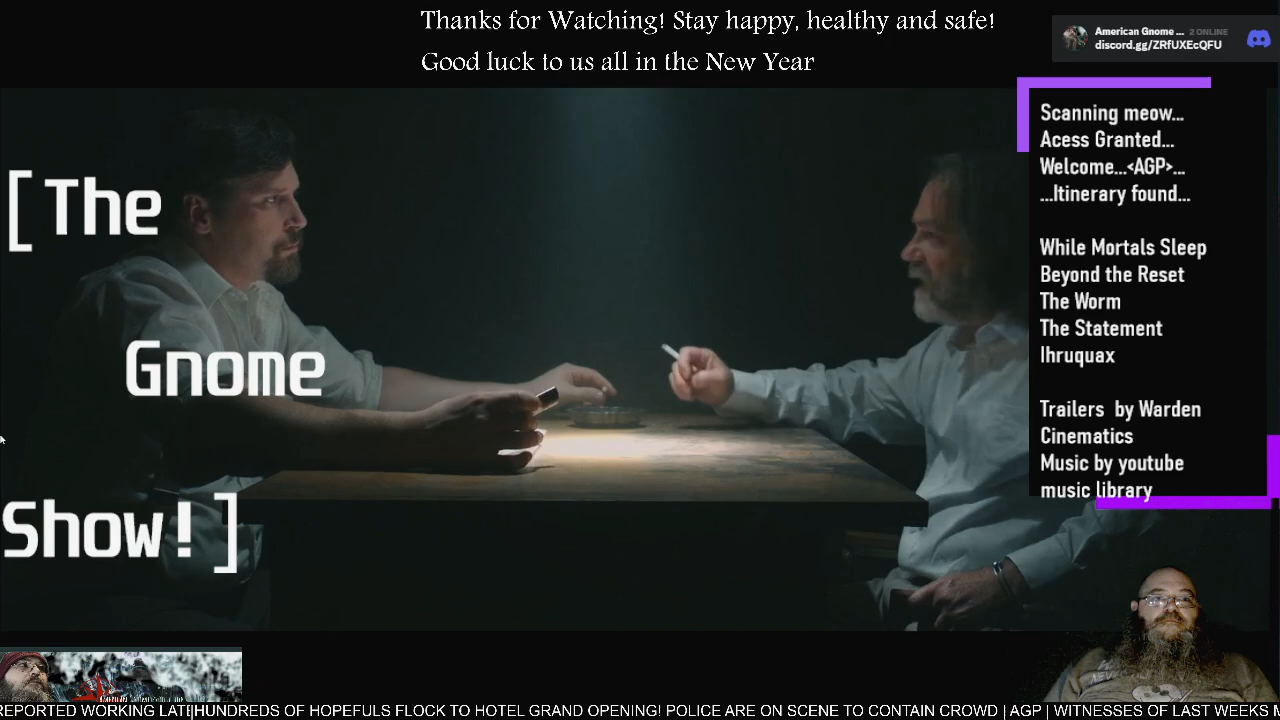 Thanks for Watching! Stay happy, healthy and safe!
Good luck to us all in the New Year
American Gnome ... 2 ONLINE
discord.gg/ZRfUXEcQFU
Scanning meow...
Acess Granted...
Welcome...<AGP>...
...Itinerary found...
While Mortals Sleep
Beyond the Reset
The Worm
The Statement
Ihruquax
Trailers by Warden
Cinematics
Music by youtube
music library
[The
Gnome
Show!]
REPORTED WORKING LATE|HUNDREDS OF HOPEFULS FLOCK TO HOTEL GRAND OPENING! POLICE ARE ON SCENE TO CONTAIN CROWD | AGP | WITNESSES OF LAST WEEKS